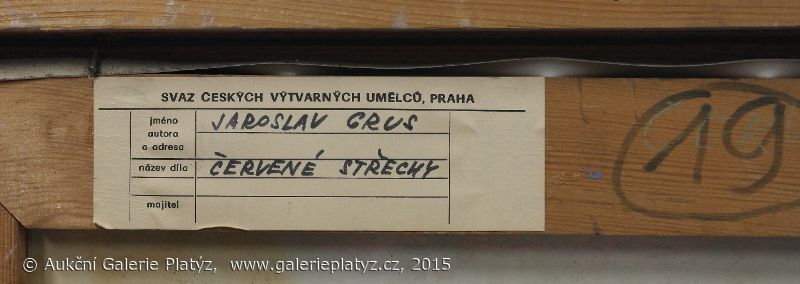 SVAZ ČESKÝCH VÝTVARNÝCH UMĚLCŮ, PRAHA
jméno
autora
a adresa
JAROSLAV GRUS
název díla
ČERVENÉ STŘECHY
majitel
19
© Aukční Galerie Platýz, www.galerieplatyz.cz, 2015